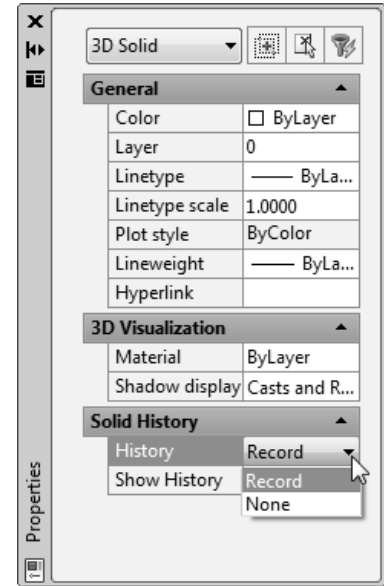 3D Solid
General
Color ByLayer
Layer 0
Linetype ByLa...
Linetype scale 1.0000
Plot style ByColor
Lineweight ByLa...
Hyperlink
3D Visualization
Material ByLayer
Shadow display Casts and R...
Solid History
History Record
Show History Record
None
Properties